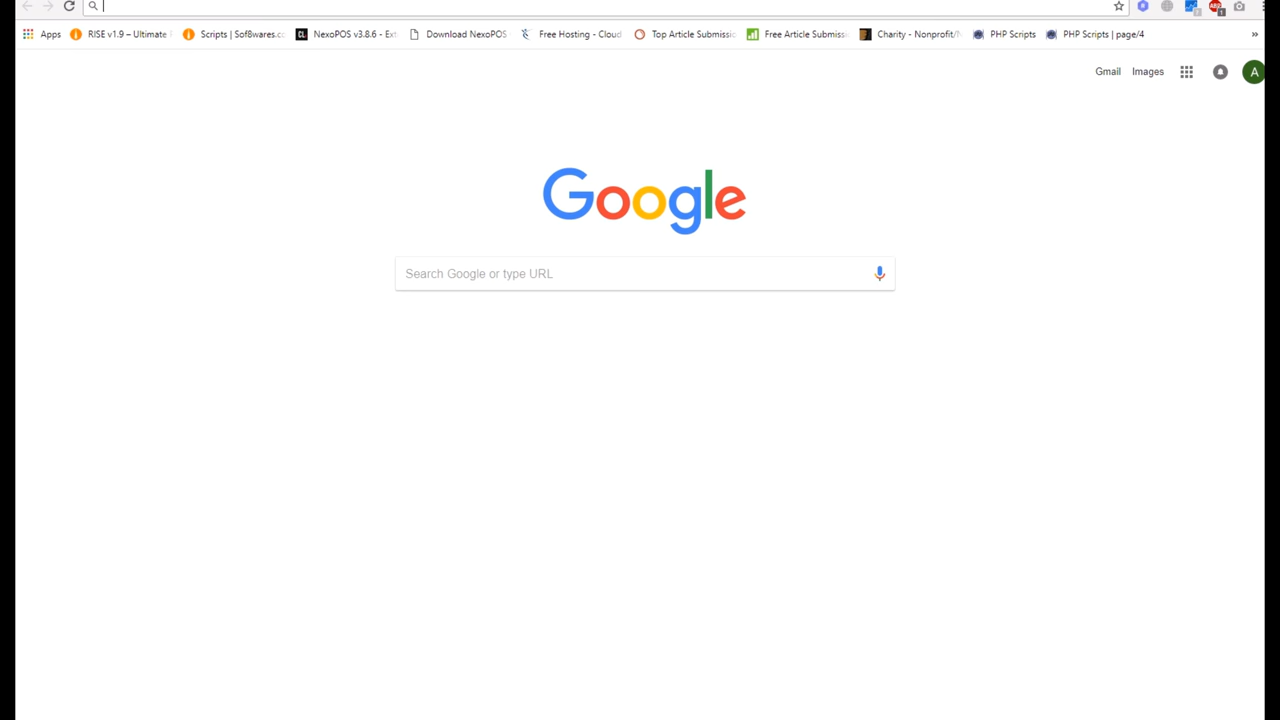 Apps RISE v1.9 – Ultimate Scripts | Sof8wares.cc NexoPOS v3.8.6 - Ext Download NexoPOS Free Hosting - Cloud Top Article Submissic Free Article Submiss Charity - Nonprofit/ PHP Scripts PHP Scripts | page/4 »
Gmail Images A
Google
Search Google or type URL